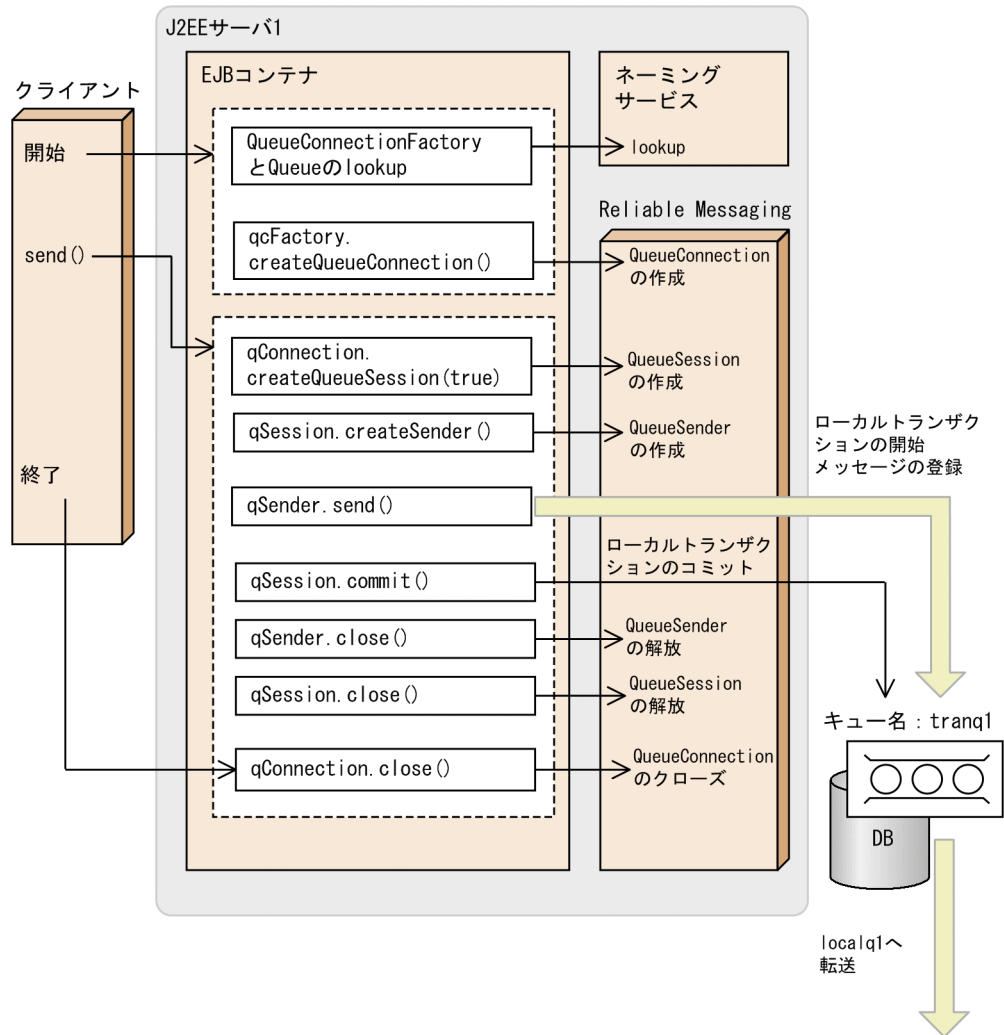 J2EEサーバ1
クライアント
開始
send()
終了
EJBコンテナ
QueueConnectionFactory
とQueueのlookup
qcFactory.
createQueueConnection()
qConnection.
createQueueSession(true)
qSession.createSender()
qSender.send()
qSession.commit()
qSender.close()
qSession.close()
qConnection.close()
ネーミング
サービス
lookup
Reliable Messaging
QueueConnection
の作成
QueueSession
の作成
QueueSender
の作成
ローカルトランザク
ションのコミット
QueueSender
の解放
QueueSession
の解放
QueueConnection
のクローズ
ローカルトランザク
ションの開始
メッセージの登録
キュー名：tranq1
DB
localq1へ
転送